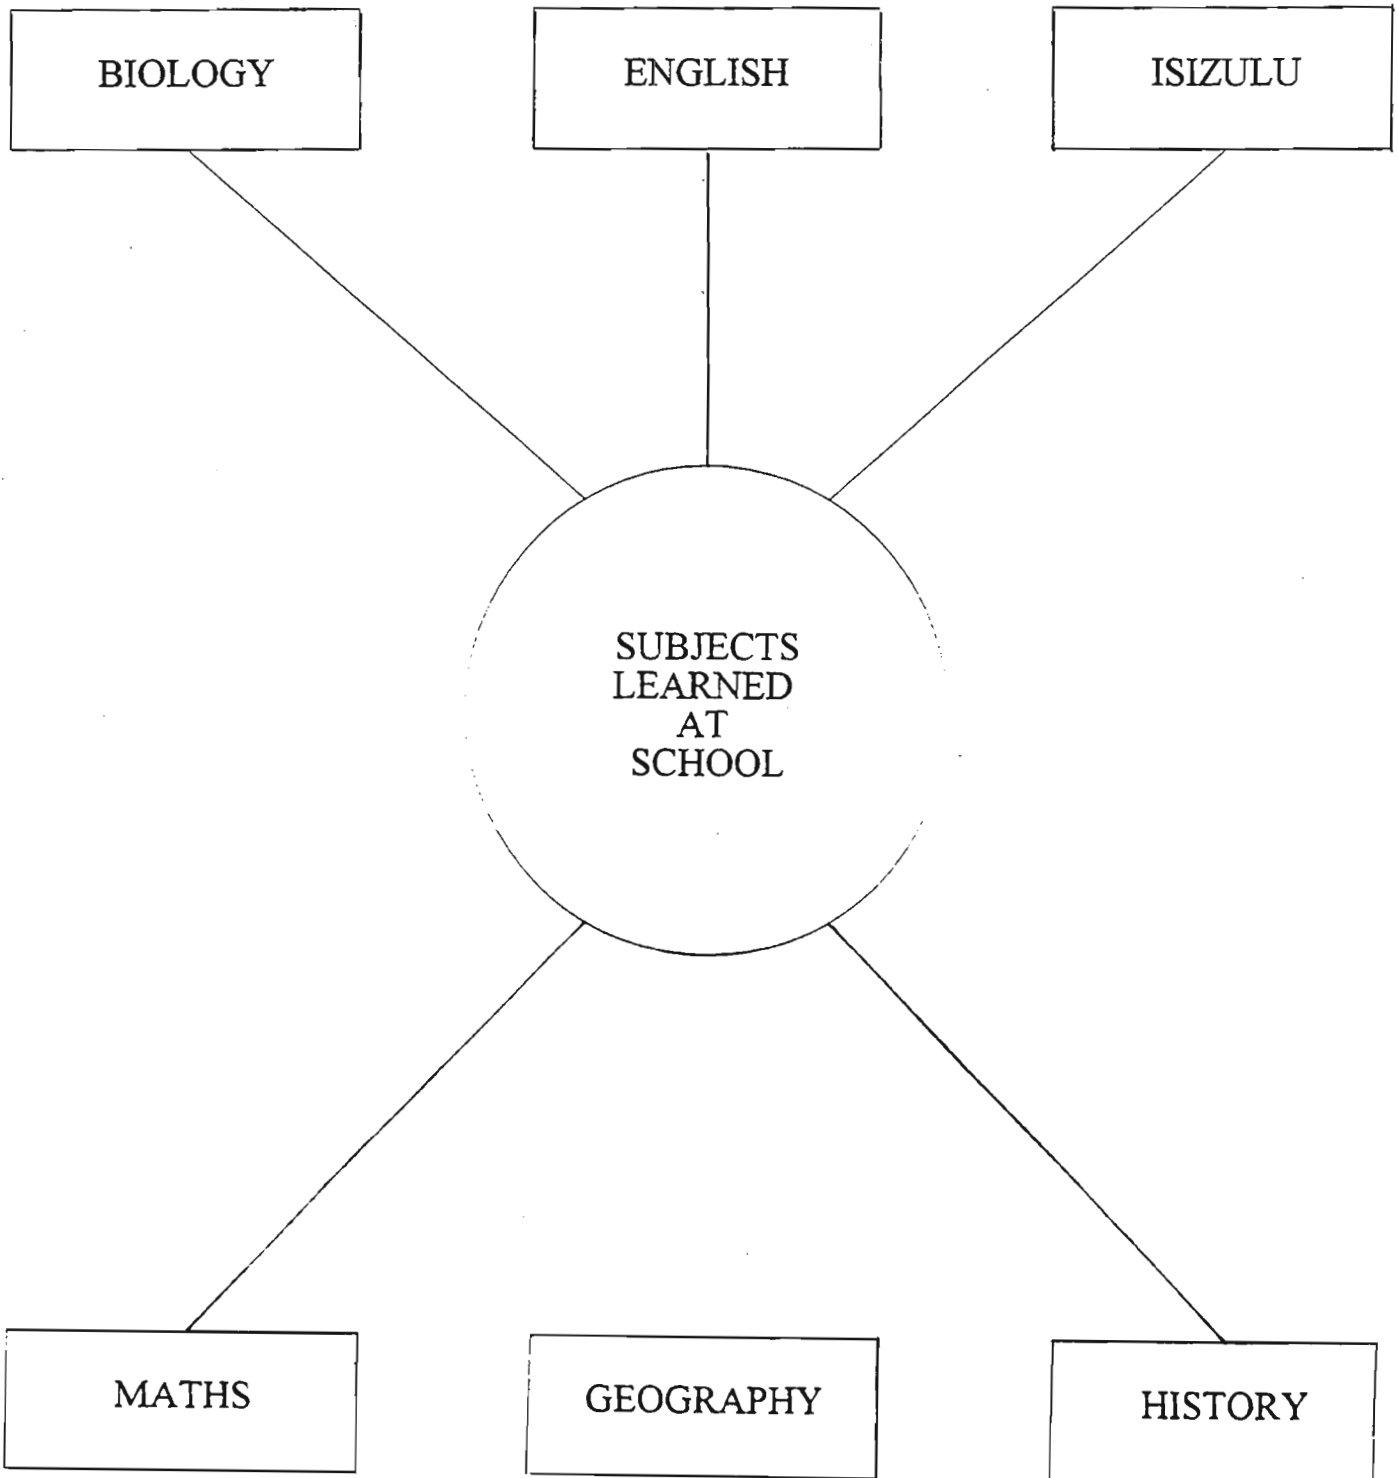 BIOLOGY
ENGLISH
ISIZULU
SUBJECTS
LEARNED
AT
SCHOOL
MATHS
GEOGRAPHY
HISTORY